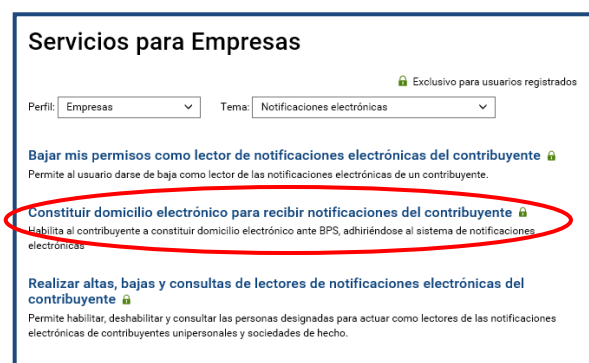 Servicios para Empresas
Exclusivo para usuarios registrados
Perfil: Empresas Tema: Notificaciones electrónicas
Bajar mis permisos como lector de notificaciones electrónicas del contribuyente
Permite al usuario darse de baja como lector de las notificaciones electrónicas de un contribuyente.
Constituir domicilio electrónico para recibir notificaciones del contribuyente
Habilita al contribuyente a constituir domicilio electrónico ante BPS, adhiriéndose al sistema de notificaciones
electrónicas
Realizar altas, bajas y consultas de lectores de notificaciones electrónicas del
contribuyente
Permite habilitar, deshabilitar y consultar las personas designadas para actuar como lectores de las notificaciones
electrónicas de contribuyentes unipersonales y sociedades de hecho.